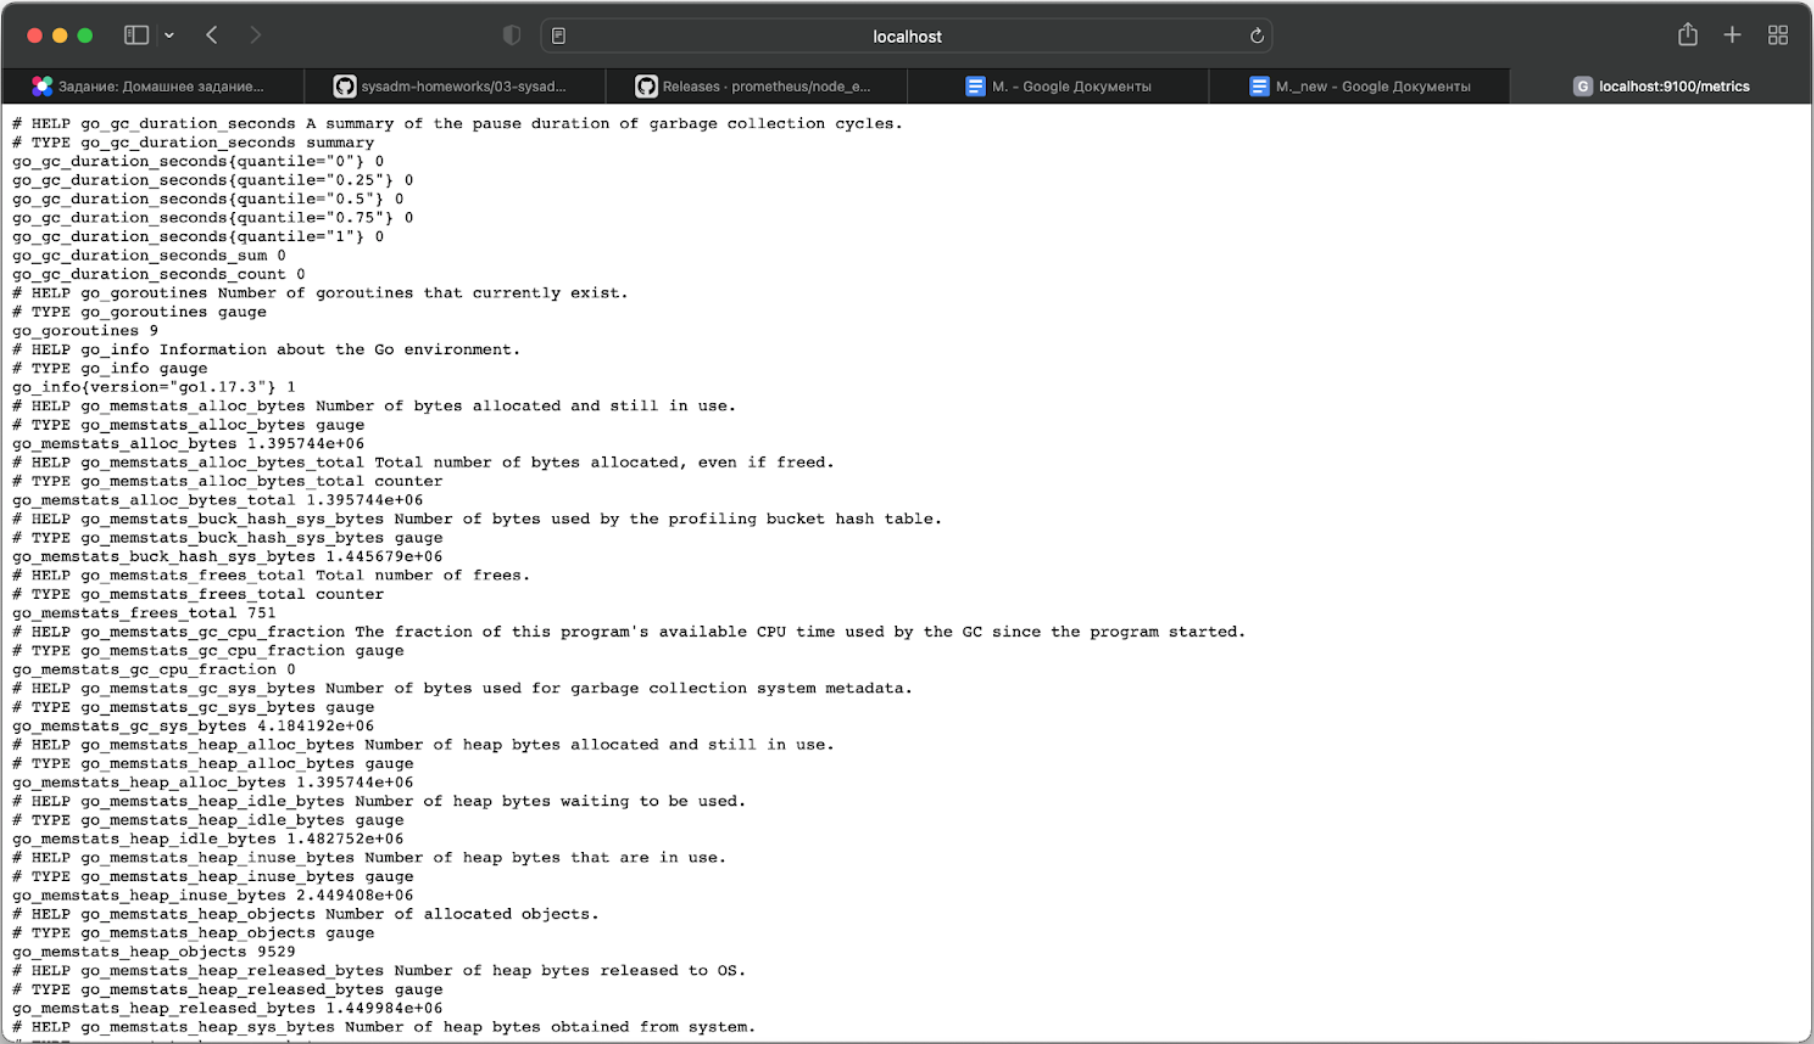 localhost
Задание: Домашнее задание...
sysadm-homeworks/03-sysad...
Releases · prometheus/node_e...
M. - Google Документы
M._new - Google Документы
G localhost:9100/metrics
# HELP go_gc_duration_seconds A summary of the pause duration of garbage collection cycles.
# TYPE go_gc_duration_seconds summary
go_gc_duration_seconds{quantile="0"} 0
go_gc_duration_seconds{quantile="0.25"} 0
go_gc_duration_seconds{quantile="0.5"} 0
go_gc_duration_seconds{quantile="0.75"} 0
go_gc_duration_seconds{quantile="1"} 0
go_gc_duration_seconds_sum 0
go_gc_duration_seconds_count 0
# HELP go_goroutines Number of goroutines that currently exist.
# TYPE go_goroutines gauge
go_goroutines 9
# HELP go_info Information about the Go environment.
# TYPE go_info gauge
go_info{version="go1.17.3"} 1
# HELP go_memstats_alloc_bytes Number of bytes allocated and still in use.
# TYPE go_memstats_alloc_bytes gauge
go_memstats_alloc_bytes 1.395744e+06
# HELP go_memstats_alloc_bytes_total Total number of bytes allocated, even if freed.
# TYPE go_memstats_alloc_bytes_total counter
go_memstats_alloc_bytes_total 1.395744e+06
# HELP go_memstats_buck_hash_sys_bytes Number of bytes used by the profiling bucket hash table.
# TYPE go_memstats_buck_hash_sys_bytes gauge
go_memstats_buck_hash_sys_bytes 1.445679e+06
# HELP go_memstats_frees_total Total number of frees.
# TYPE go_memstats_frees_total counter
go_memstats_frees_total 751
# HELP go_memstats_gc_cpu_fraction The fraction of this program's available CPU time used by the GC since the program started.
# TYPE go_memstats_gc_cpu_fraction gauge
go_memstats_gc_cpu_fraction 0
# HELP go_memstats_gc_sys_bytes Number of bytes used for garbage collection system metadata.
# TYPE go_memstats_gc_sys_bytes gauge
go_memstats_gc_sys_bytes 4.184192e+06
# HELP go_memstats_heap_alloc_bytes Number of heap bytes allocated and still in use.
# TYPE go_memstats_heap_alloc_bytes gauge
go_memstats_heap_alloc_bytes 1.395744e+06
# HELP go_memstats_heap_idle_bytes Number of heap bytes waiting to be used.
# TYPE go_memstats_heap_idle_bytes gauge
go_memstats_heap_idle_bytes 1.482752e+06
# HELP go_memstats_heap_inuse_bytes Number of heap bytes that are in use.
# TYPE go_memstats_heap_inuse_bytes gauge
go_memstats_heap_inuse_bytes 2.449408e+06
# HELP go_memstats_heap_objects Number of allocated objects.
# TYPE go_memstats_heap_objects gauge
go_memstats_heap_objects 9529
# HELP go_memstats_heap_released_bytes Number of heap bytes released to OS.
# TYPE go_memstats_heap_released_bytes gauge
go_memstats_heap_released_bytes 1.449984e+06
# HELP go_memstats_heap_sys_bytes Number of heap bytes obtained from system.